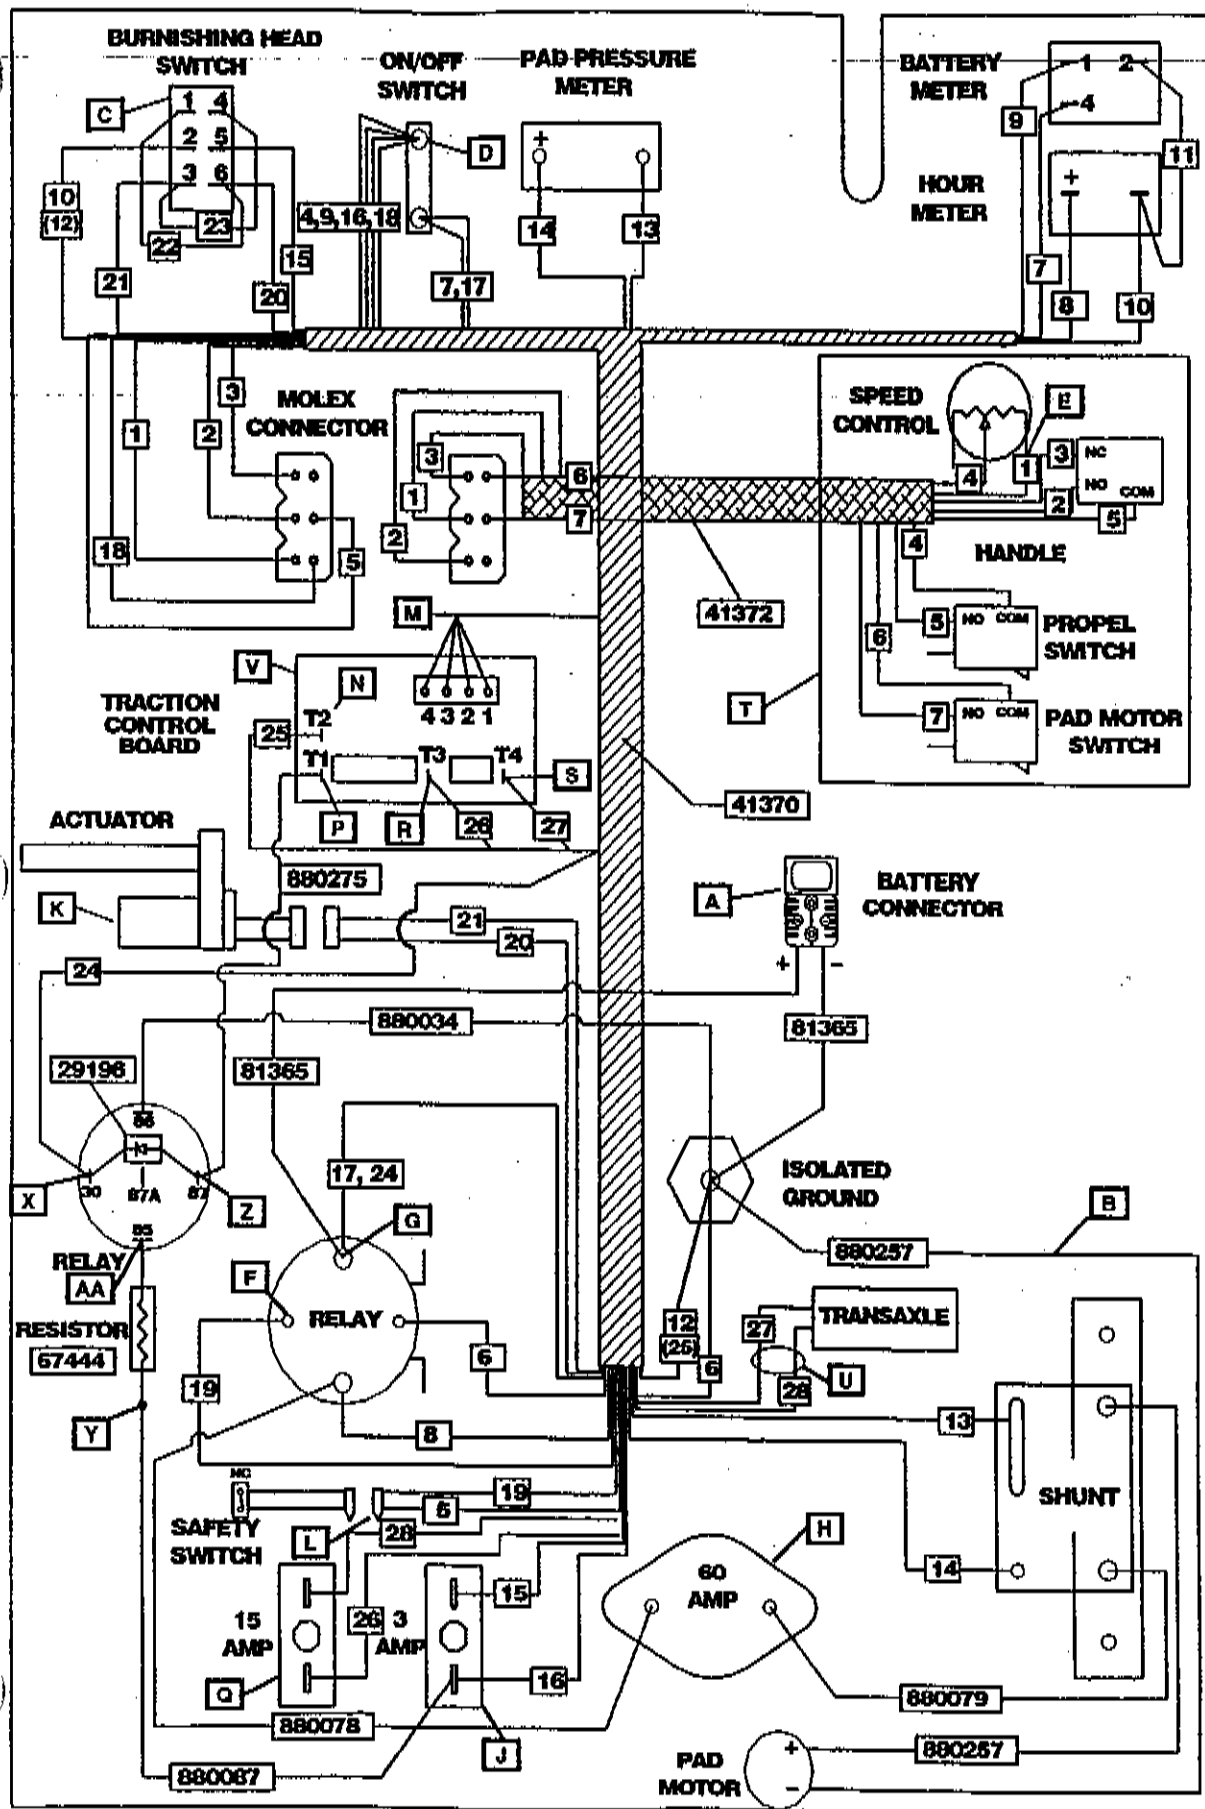 BURNISHING HEAD
SWITCH
C
1 4
2 5
3 6
10
(12)
21
22
23
20
15
ON/OFF
SWITCH
D
4,9,16,18
7,17
PAD PRESSURE
METER
+
14
13
BATTERY
METER
1 2
4
9
11
HOUR
METER
+
7
8
10
MOLEX
CONNECTOR
3
1
2
18
5
3
1
2
6
7
SPEED
CONTROL
E
4
1
3
2
5
NC
NO
COM
HANDLE
4
5
6
7
NO COM
PROPEL
SWITCH
NO COM
PAD MOTOR
SWITCH
T
41372
41370
M
V
N
TRACTION
CONTROL
BOARD
4 3 2 1
25
T2
T1
T3
T4
S
P
R
26
27
ACTUATOR
880275
K
21
20
24
A
BATTERY
CONNECTOR
+
-
81365
880034
81365
29196
86
30
87A
87
85
X
Z
RELAY
AA
RESISTOR
67444
Y
17, 24
G
F
RELAY
6
19
8
ISOLATED
GROUND
B
880257
12
(25)
6
27
TRANSAXLE
28
U
13
14
SHUNT
NC
SAFETY
SWITCH
19
5
L
28
15
AMP
Q
26
3
AMP
15
16
J
60
AMP
H
880078
880087
880079
880257
PAD
MOTOR
+
-